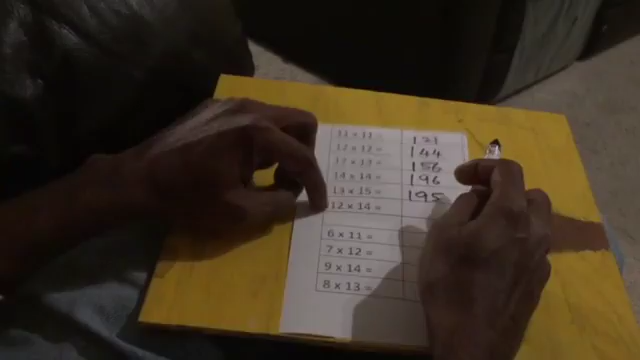 11 x 11 = 121
12 x 12 = 144
12 x 13 = 156
14 x 14 = 196
13 x 15 = 195
12 x 14 =
6 x 11 =
7 x 12 =
9 x 14 =
8 x 13 =